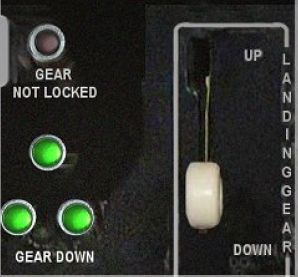 GEAR
NOT LOCKED
GEAR DOWN
UP
LANDING GEAR
DOWN